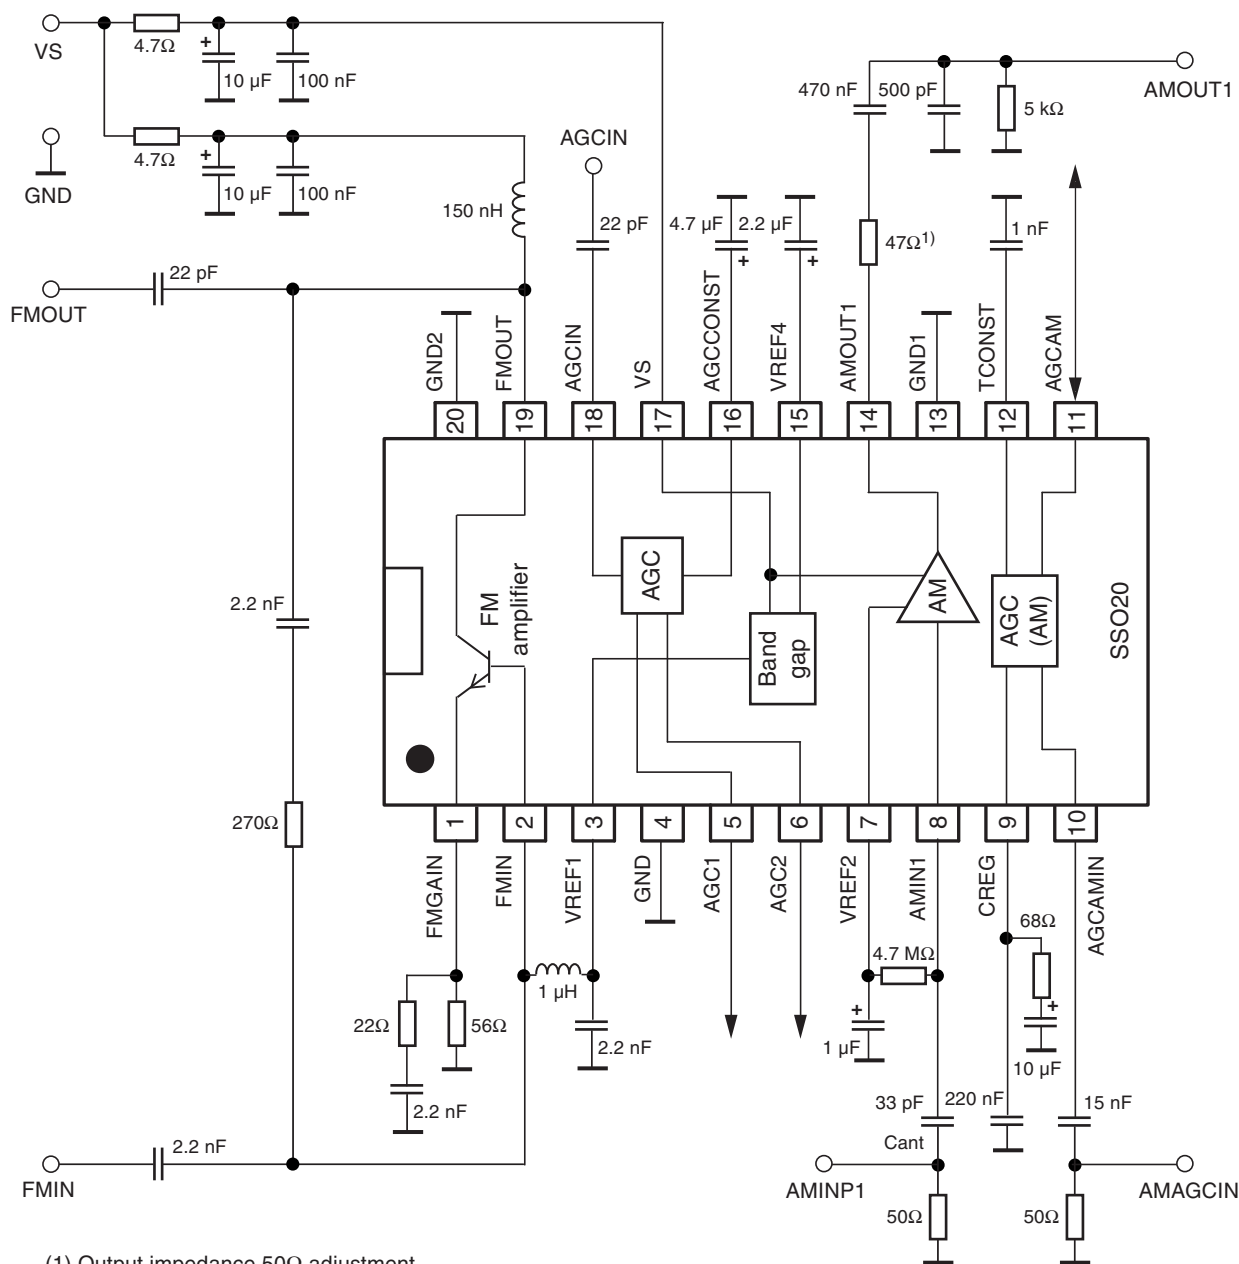 VS
4.7Ω
+
10 µF
100 nF
GND
4.7Ω
+
10 µF
100 nF
150 nH
AGCIN
22 pF
4.7 µF
+
2.2 µF
+
470 nF
500 pF
5 kΩ
AMOUT1
47Ω1)
1 nF
FMOUT
22 pF
GND2
FMOUT
AGCIN
VS
AGCCONST
VREF4
AMOUT1
GND1
TCONST
AGCAM
20
19
18
17
16
15
14
13
12
11
FM
amplifier
AGC
Band
gap
AM
AGC
(AM)
SSO20
2.2 nF
270Ω
1
2
3
4
5
6
7
8
9
10
FMGAIN
FMIN
VREF1
GND
AGC1
AGC2
VREF2
AMIN1
CREG
AGCAMIN
22Ω
56Ω
2.2 nF
1 µH
2.2 nF
4.7 MΩ
+
1 µF
68Ω
+
10 µF
33 pF
Cant
220 nF
15 nF
FMIN
2.2 nF
AMINP1
50Ω
50Ω
AMAGCIN
(1) Output impedance 50Ω adjustment